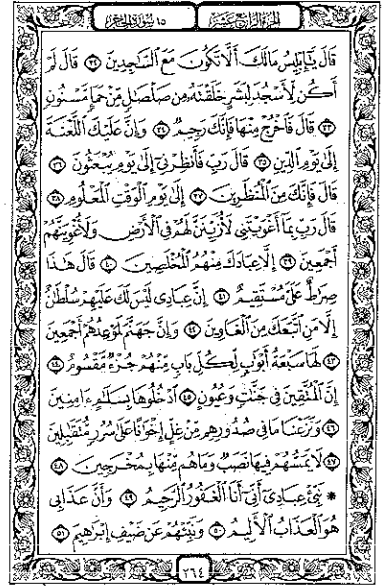 الجزء الرابع عشر ١٥ سورة الحجر
قَالَ يَٰٓإِبْلِيسُ مَالَكَ أَلَّا تَكُونَ مَعَ ٱلسَّٰجِدِينَ ٣٢ قَالَ لَمْ
أَكُن لِّأَسْجُدَ لِبَشَرٍ خَلَقْتَهُۥ مِن صَلْصَٰلٍ مِّنْ حَمَإٍ مَّسْنُونٍ
٣٣ قَالَ فَٱخْرُجْ مِنْهَا فَإِنَّكَ رَجِيمٌ ٣٤ وَإِنَّ عَلَيْكَ ٱللَّعْنَةَ
إِلَىٰ يَوْمِ ٱلدِّينِ ٣٥ قَالَ رَبِّ فَأَنظِرْنِىٓ إِلَىٰ يَوْمِ يُبْعَثُونَ ٣٦
قَالَ فَإِنَّكَ مِنَ ٱلْمُنظَرِينَ ٣٧ إِلَىٰ يَوْمِ ٱلْوَقْتِ ٱلْمَعْلُومِ ٣٨
قَالَ رَبِّ بِمَآ أَغْوَيْتَنِى لَأُزَيِّنَنَّ لَهُمْ فِى ٱلْأَرْضِ وَلَأُغْوِيَنَّهُمْ
أَجْمَعِينَ ٣٩ إِلَّا عِبَادَكَ مِنْهُمُ ٱلْمُخْلَصِينَ ٤٠ قَالَ هَٰذَا
صِرَٰطٌ عَلَىَّ مُسْتَقِيمٌ ٤١ إِنَّ عِبَادِى لَيْسَ لَكَ عَلَيْهِمْ سُلْطَٰنٌ
إِلَّا مَنِ ٱتَّبَعَكَ مِنَ ٱلْغَاوِينَ ٤٢ وَإِنَّ جَهَنَّمَ لَمَوْعِدُهُمْ أَجْمَعِينَ
٤٣ لَهَا سَبْعَةُ أَبْوَٰبٍ لِّكُلِّ بَابٍ مِّنْهُمْ جُزْءٌ مَّقْسُومٌ ٤٤
إِنَّ ٱلْمُتَّقِينَ فِى جَنَّٰتٍ وَعُيُونٍ ٤٥ ٱدْخُلُوهَا بِسَلَٰمٍ ءَامِنِينَ
٤٦ وَنَزَعْنَا مَا فِى صُدُورِهِم مِّنْ غِلٍّ إِخْوَٰنًا عَلَىٰ سُرُرٍ مُّتَقَٰبِلِينَ
٤٧ لَا يَمَسُّهُمْ فِيهَا نَصَبٌ وَمَا هُم مِّنْهَا بِمُخْرَجِينَ ٤٨
* نَبِّئْ عِبَادِىٓ أَنِّىٓ أَنَا ٱلْغَفُورُ ٱلرَّحِيمُ ٤٩ وَأَنَّ عَذَابِى
هُوَ ٱلْعَذَابُ ٱلْأَلِيمُ ٥٠ وَنَبِّئْهُمْ عَن ضَيْفِ إِبْرَٰهِيمَ ٥١
٢٦٤